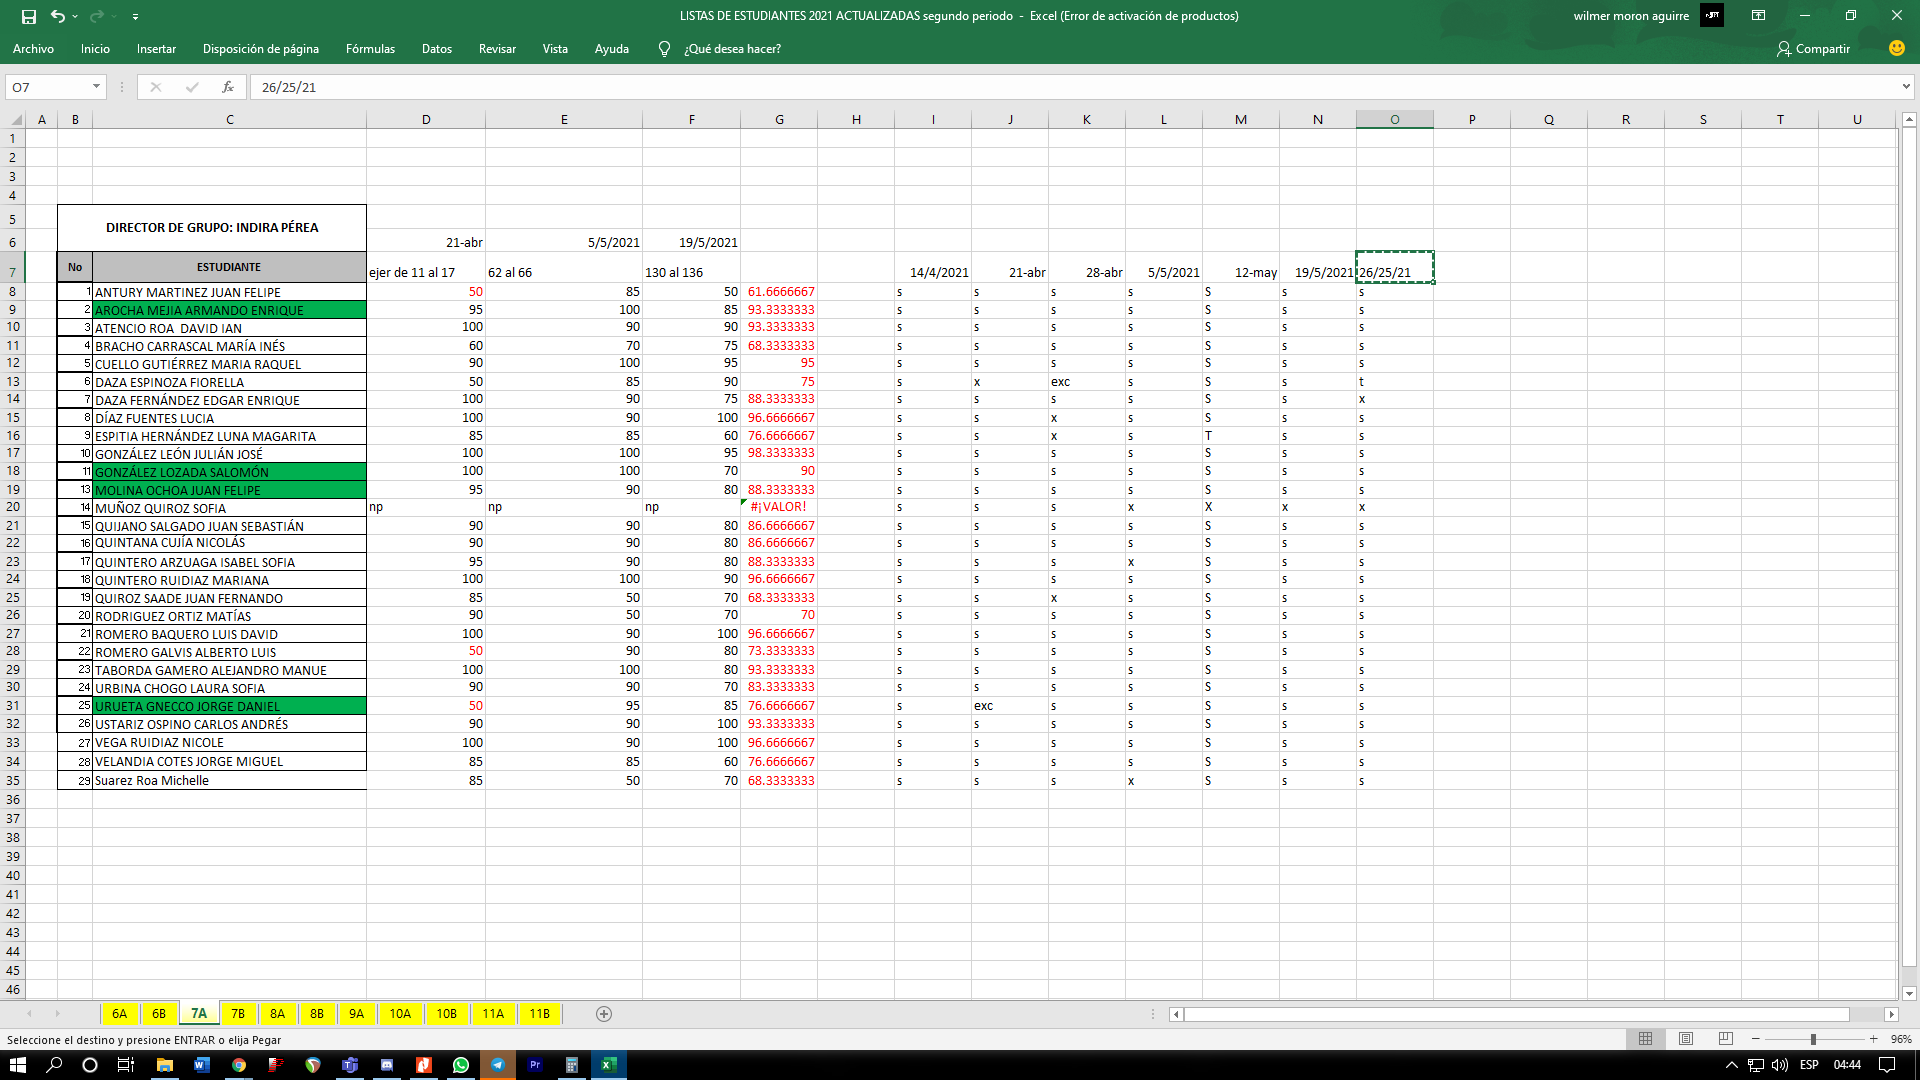 LISTAS DE ESTUDIANTES 2021 ACTUALIZADAS segundo periodo - Excel (Error de activación de productos)
wilmer moron aguirre
Archivo Inicio Insertar Disposición de página Fórmulas Datos Revisar Vista Ayuda ¿Qué desea hacer? Compartir
O7 fx 26/25/21
A B C D E F G H I J K L M N O P Q R S T U
1
2
3
4
5 DIRECTOR DE GRUPO: INDIRA PÉREA
6 21-abr 5/5/2021 19/5/2021
7 No ESTUDIANTE ejer de 11 al 17 62 al 66 130 al 136 14/4/2021 21-abr 28-abr 5/5/2021 12-may 19/5/2021 26/25/21
8 1 ANTURY MARTINEZ JUAN FELIPE 50 85 50 61.6666667 s s s s S s s
9 2 AROCHA MEJIA ARMANDO ENRIQUE 95 100 85 93.3333333 s s s s S s s
10 3 ATENCIO ROA DAVID IAN 100 90 90 93.3333333 s s s s S s s
11 4 BRACHO CARRASCAL MARÍA INÉS 60 70 75 68.3333333 s s s s S s s
12 5 CUELLO GUTIÉRREZ MARIA RAQUEL 90 100 95 95 s s s s S s s
13 6 DAZA ESPINOZA FIORELLA 50 85 90 75 s x exc s S s t
14 7 DAZA FERNÁNDEZ EDGAR ENRIQUE 100 90 75 88.3333333 s s s s S s x
15 8 DÍAZ FUENTES LUCIA 100 90 100 96.6666667 s s x s S s s
16 9 ESPITIA HERNÁNDEZ LUNA MAGARITA 85 85 60 76.6666667 s s x s T s s
17 10 GONZÁLEZ LEÓN JULIÁN JOSÉ 100 100 95 98.3333333 s s s s S s s
18 11 GONZÁLEZ LOZADA SALOMÓN 100 100 70 90 s s s s S s s
19 13 MOLINA OCHOA JUAN FELIPE 95 90 80 88.3333333 s s s s S s s
20 14 MUÑOZ QUIROZ SOFIA np np np #¡VALOR! s s s x X x x
21 15 QUIJANO SALGADO JUAN SEBASTIÁN 90 90 80 86.6666667 s s s s S s s
22 16 QUINTANA CUJÍA NICOLÁS 90 90 80 86.6666667 s s s s S s s
23 17 QUINTERO ARZUAGA ISABEL SOFIA 95 90 80 88.3333333 s s s x S s s
24 18 QUINTERO RUIDIAZ MARIANA 100 100 90 96.6666667 s s s s S s s
25 19 QUIROZ SAADE JUAN FERNANDO 85 50 70 68.3333333 s s x s S s s
26 20 RODRIGUEZ ORTIZ MATÍAS 90 50 70 70 s s s s S s s
27 21 ROMERO BAQUERO LUIS DAVID 100 90 100 96.6666667 s s s s S s s
28 22 ROMERO GALVIS ALBERTO LUIS 50 90 80 73.3333333 s s s s S s s
29 23 TABORDA GAMERO ALEJANDRO MANUE 100 100 80 93.3333333 s s s s S s s
30 24 URBINA CHOGO LAURA SOFIA 90 90 70 83.3333333 s s s s S s s
31 25 URUETA GNECCO JORGE DANIEL 50 95 85 76.6666667 s exc s s S s s
32 26 USTARIZ OSPINO CARLOS ANDRÉS 90 90 100 93.3333333 s s s s S s s
33 27 VEGA RUIDIAZ NICOLE 100 90 100 96.6666667 s s s s S s s
34 28 VELANDIA COTES JORGE MIGUEL 85 85 60 76.6666667 s s s s S s s
35 29 Suarez Roa Michelle 85 50 70 68.3333333 s s s x S s s
36
37
38
39
40
41
42
43
44
45
46
6A 6B 7A 7B 8A 8B 9A 10A 10B 11A 11B
Seleccione el destino y presione ENTRAR o elija Pegar 96%
ESP 04:44